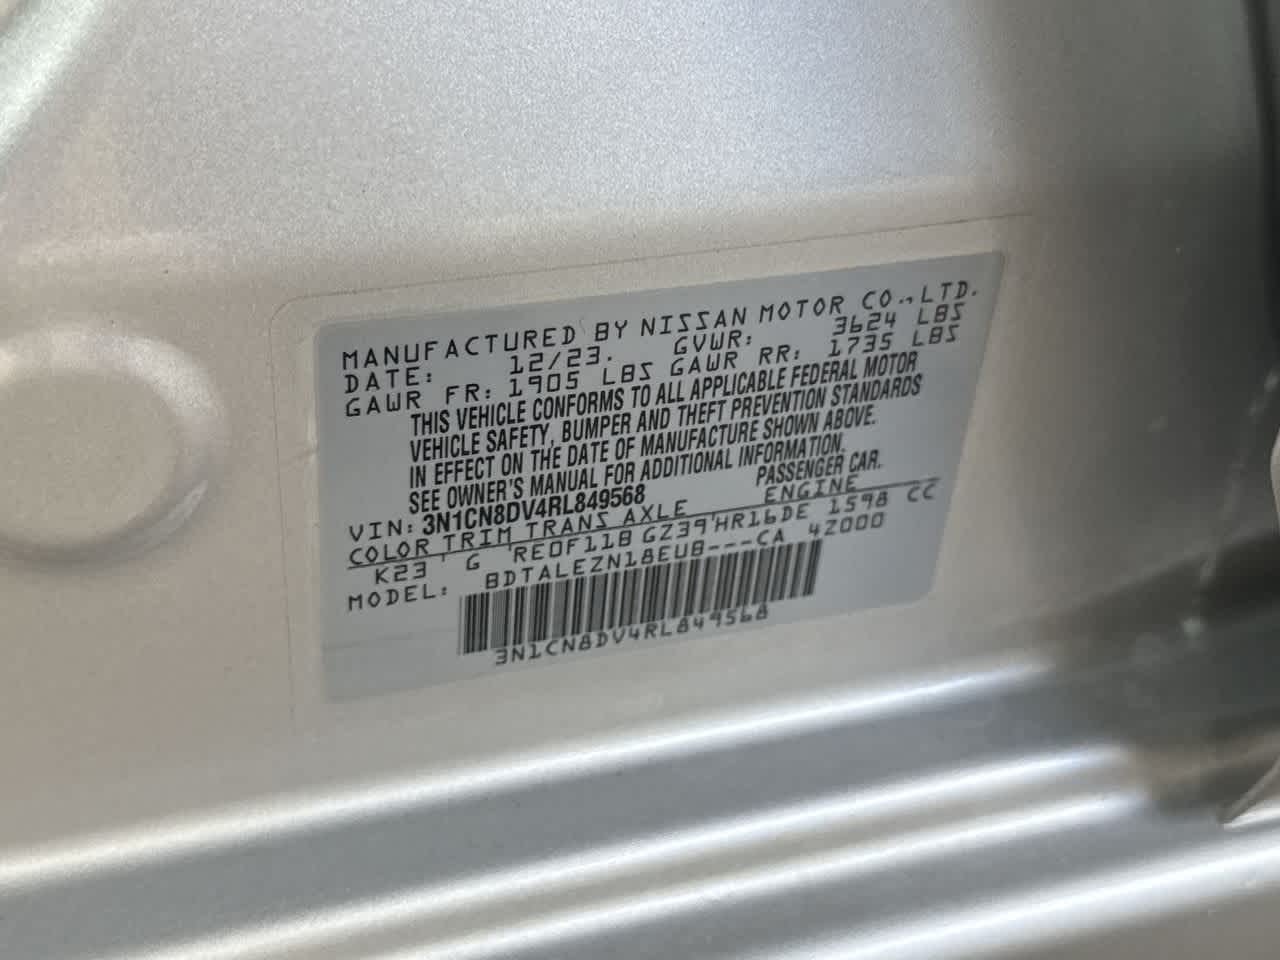 MANUFACTURED BY NISSAN MOTOR CO.,LTD.
DATE: 12/23. GVWR: 3624 LBS
GAWR FR: 1905 LBS GAWR RR: 1735 LBS
THIS VEHICLE CONFORMS TO ALL APPLICABLE FEDERAL MOTOR
VEHICLE SAFETY, BUMPER AND THEFT PREVENTION STANDARDS
IN EFFECT ON THE DATE OF MANUFACTURE SHOWN ABOVE.
SEE OWNER'S MANUAL FOR ADDITIONAL INFORMATION.
VIN: 3N1CN8DV4RL849568 PASSENGER CAR.
COLOR TRIM TRANS AXLE ENGINE
K23 G RE0F11B GZ39 HR16DE 1598 CC
MODEL: BDTALEZN18EUB---CA 42000
3N1CN8DV4RL849568